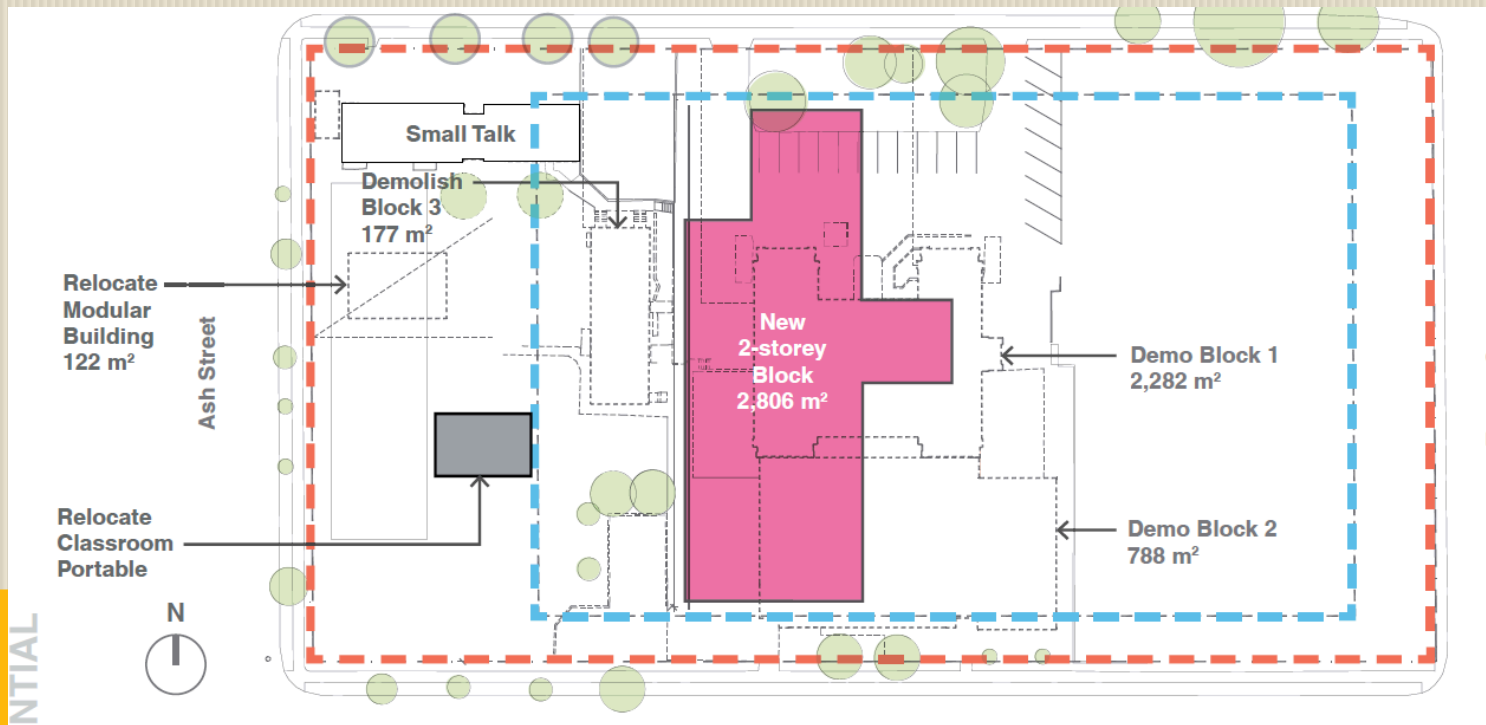 Small Talk
Demolish
Block 3
177 m²
Relocate
Modular
Building
122 m²
Ash Street
New
2-storey
Block
2,806 m²
Demo Block 1
2,282 m²
Relocate
Classroom
Portable
Demo Block 2
788 m²
N
NTIAL